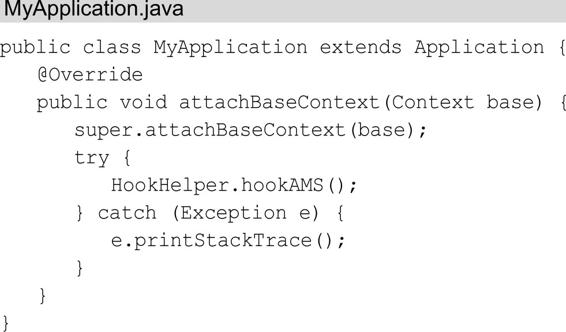 MyApplication.java
public class MyApplication extends Application {
@Override
public void attachBaseContext(Context base) {
super.attachBaseContext(base);
try {
HookHelper.hookAMS();
} catch (Exception e) {
e.printStackTrace();
}
}
}